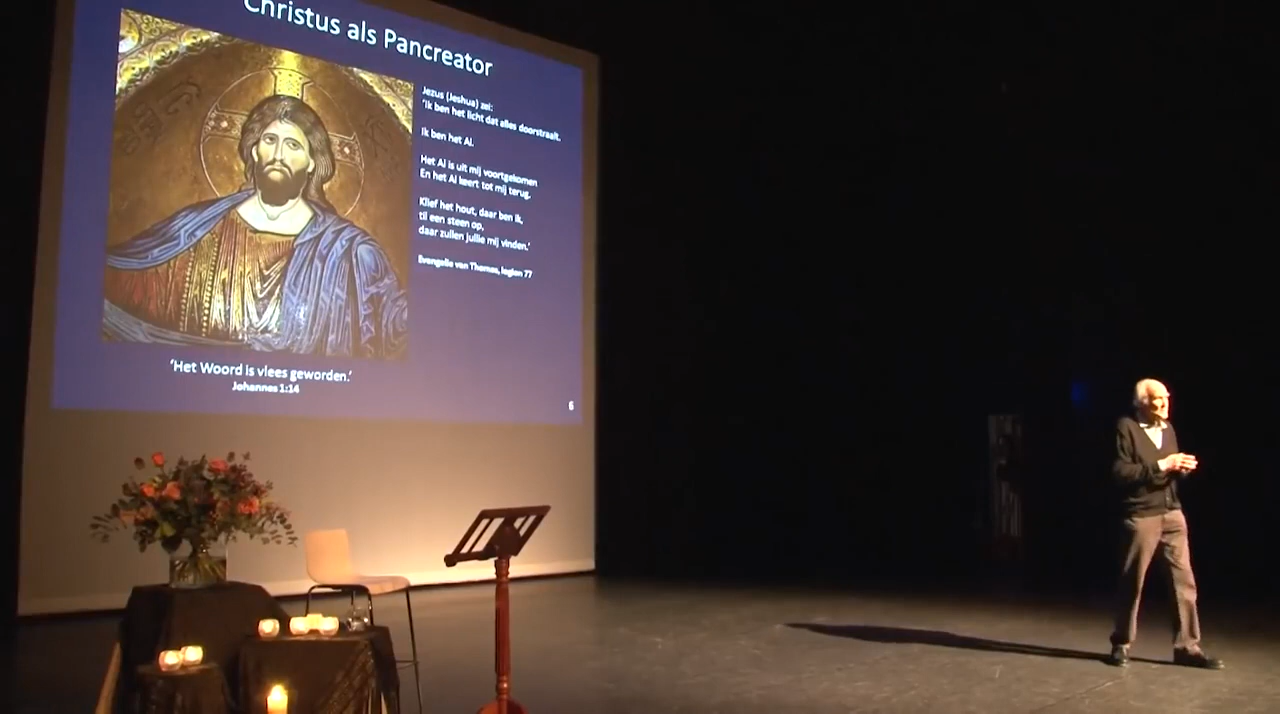 Christus als Pancreator
Jezus (Jeshua) zei:
'Ik ben het licht dat alles doorstraalt.
Ik ben het Al.
Het Al is uit mij voortgekomen
En het Al keert tot mij terug.
Klief het hout, daar ben ik,
til een steen op,
daar zullen jullie mij vinden.'
Evangelie van Thomas, logion 77
'Het Woord is vlees geworden.'
Johannes 1:14
6